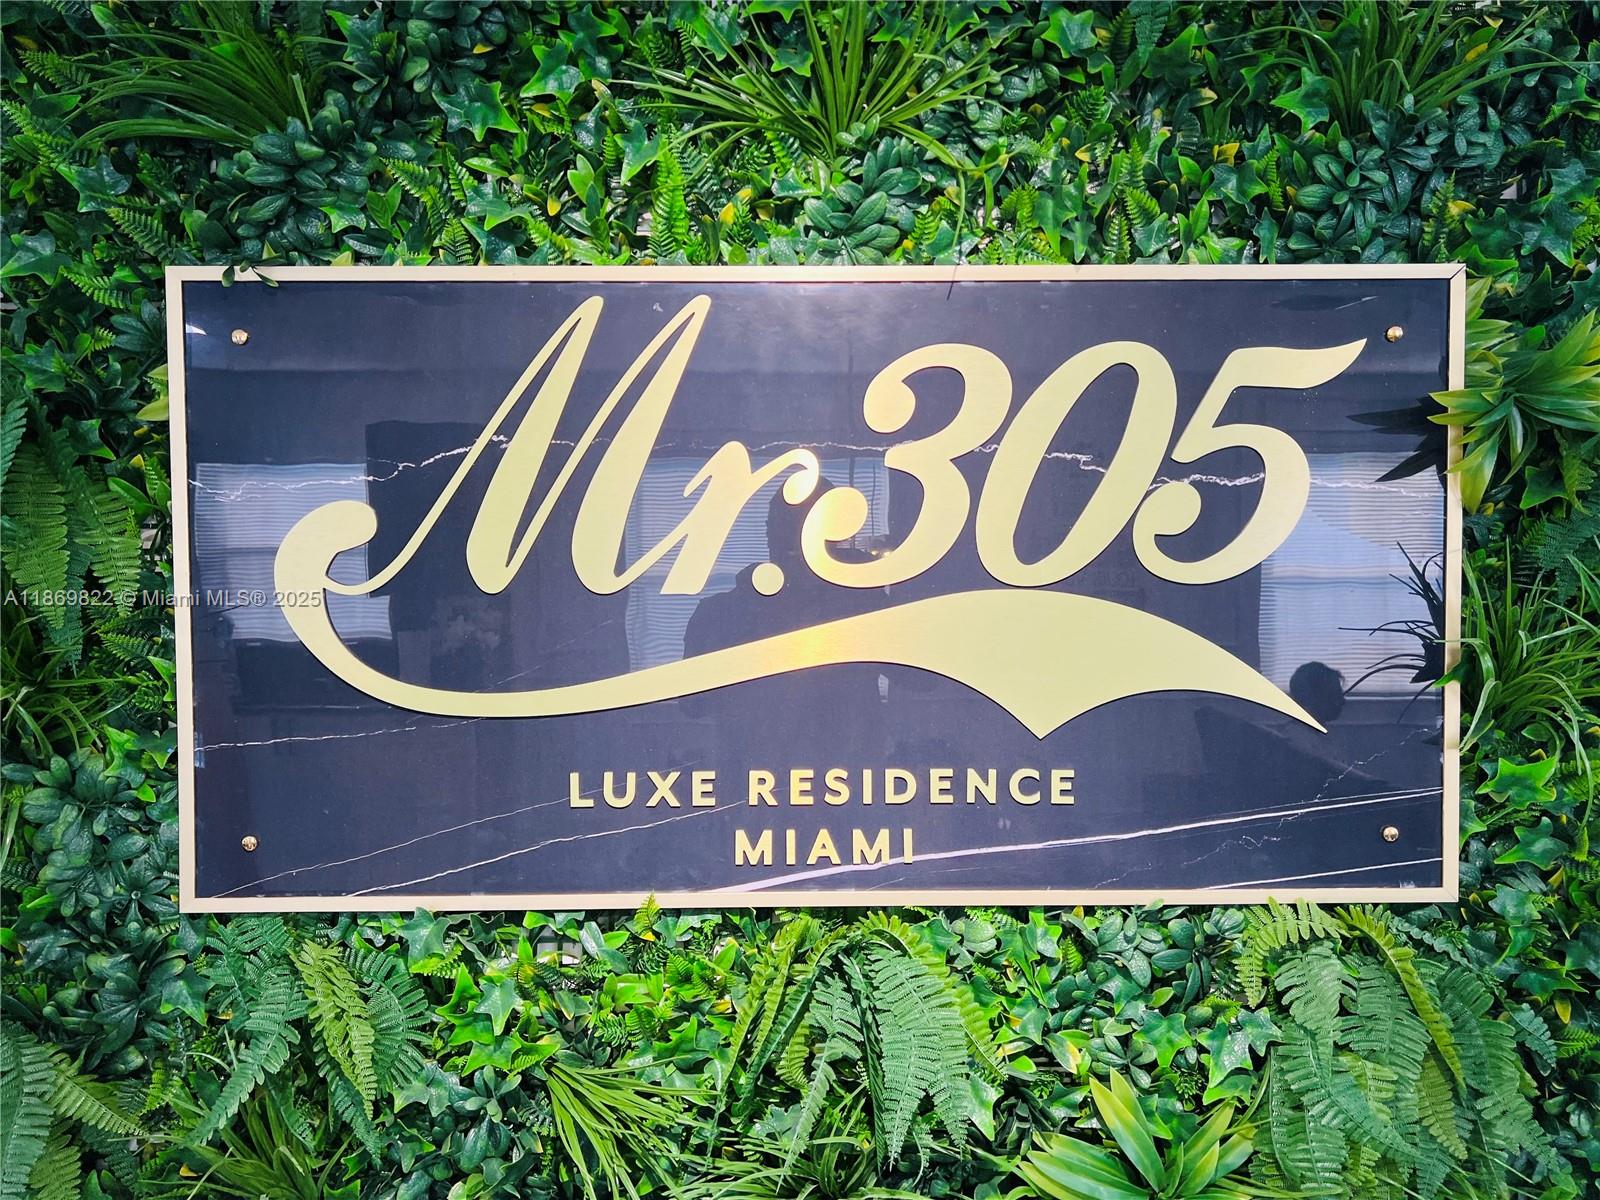 Mr.305
LUXE RESIDENCE
MIAMI
A11869822 © Miami MLS® 2025